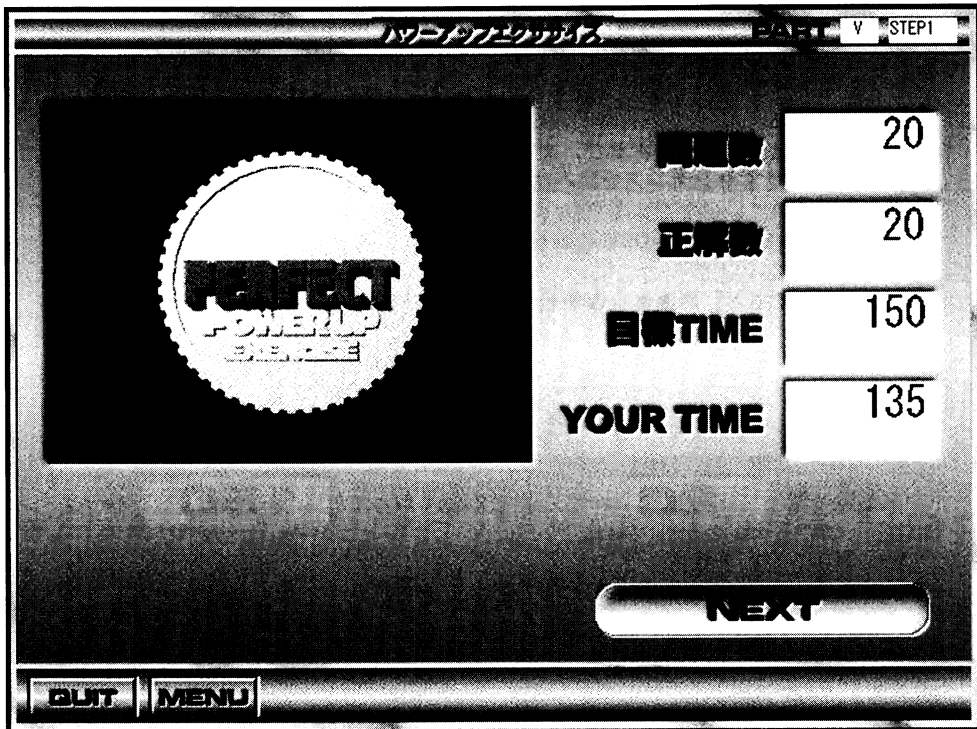 パワーアップエクササイズ
PART V STEP1
PERFECT
POWER UP
EXERCISE
問題数 20
正解数 20
目標TIME 150
YOUR TIME 135
NEXT
QUIT MENU